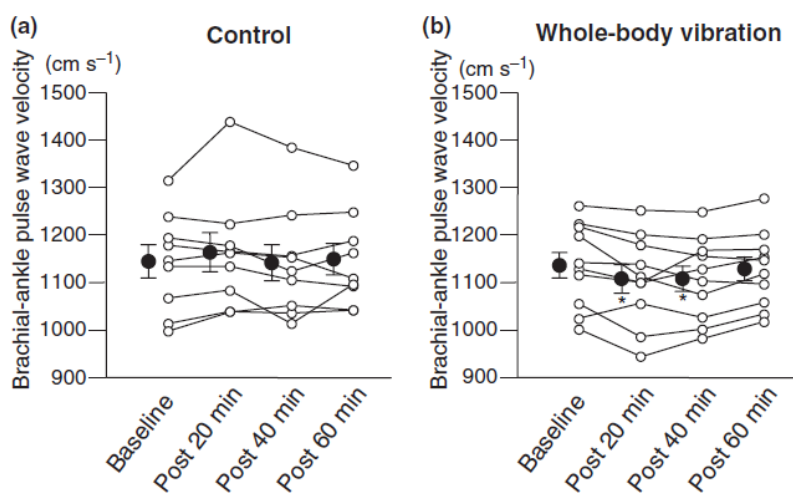 (a)
Control
Brachial-ankle pulse wave velocity
(cm s⁻¹)
1500
1400
1300
1200
1100
1000
900
Baseline
Post 20 min
Post 40 min
Post 60 min
(b)
Whole-body vibration
Brachial-ankle pulse wave velocity
(cm s⁻¹)
1500
1400
1300
1200
1100
1000
900
*
*
Baseline
Post 20 min
Post 40 min
Post 60 min